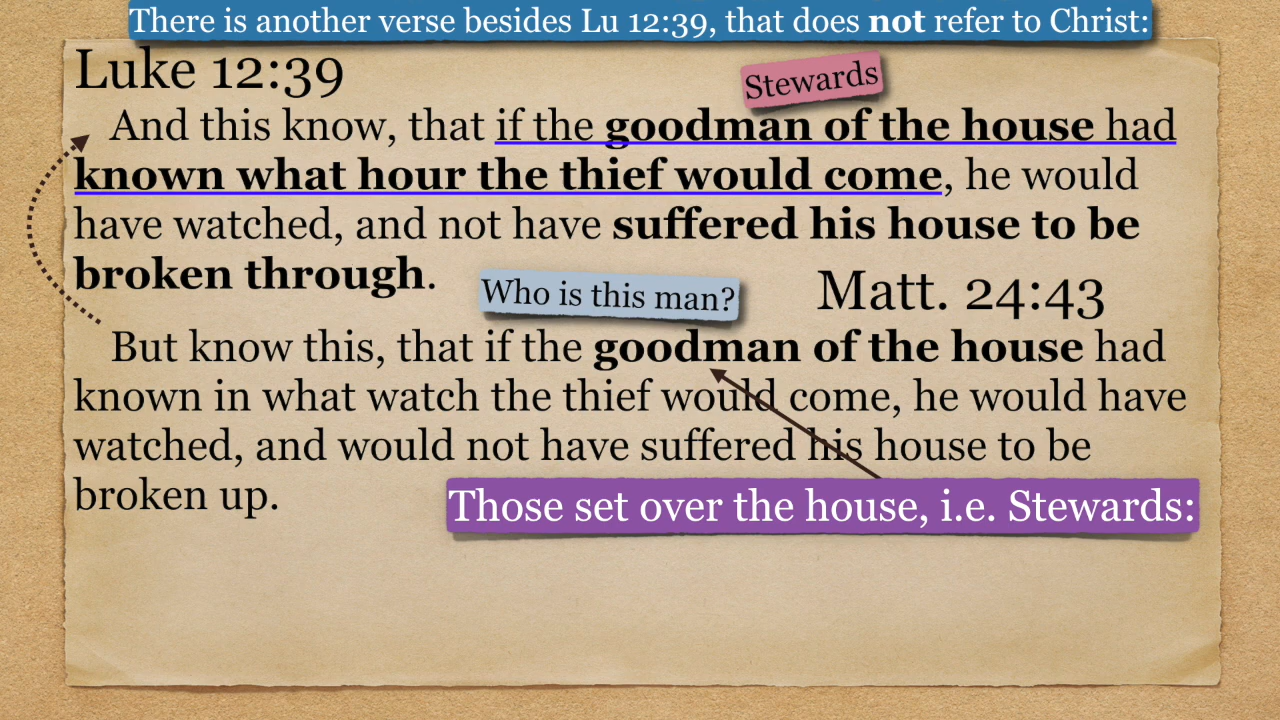 There is another verse besides Lu 12:39, that does not refer to Christ:
Luke 12:39
Stewards
And this know, that if the goodman of the house had
known what hour the thief would come, he would
have watched, and not have suffered his house to be
broken through.
Who is this man?
Matt. 24:43
But know this, that if the goodman of the house had
known in what watch the thief would come, he would have
watched, and would not have suffered his house to be
broken up.
Those set over the house, i.e. Stewards: